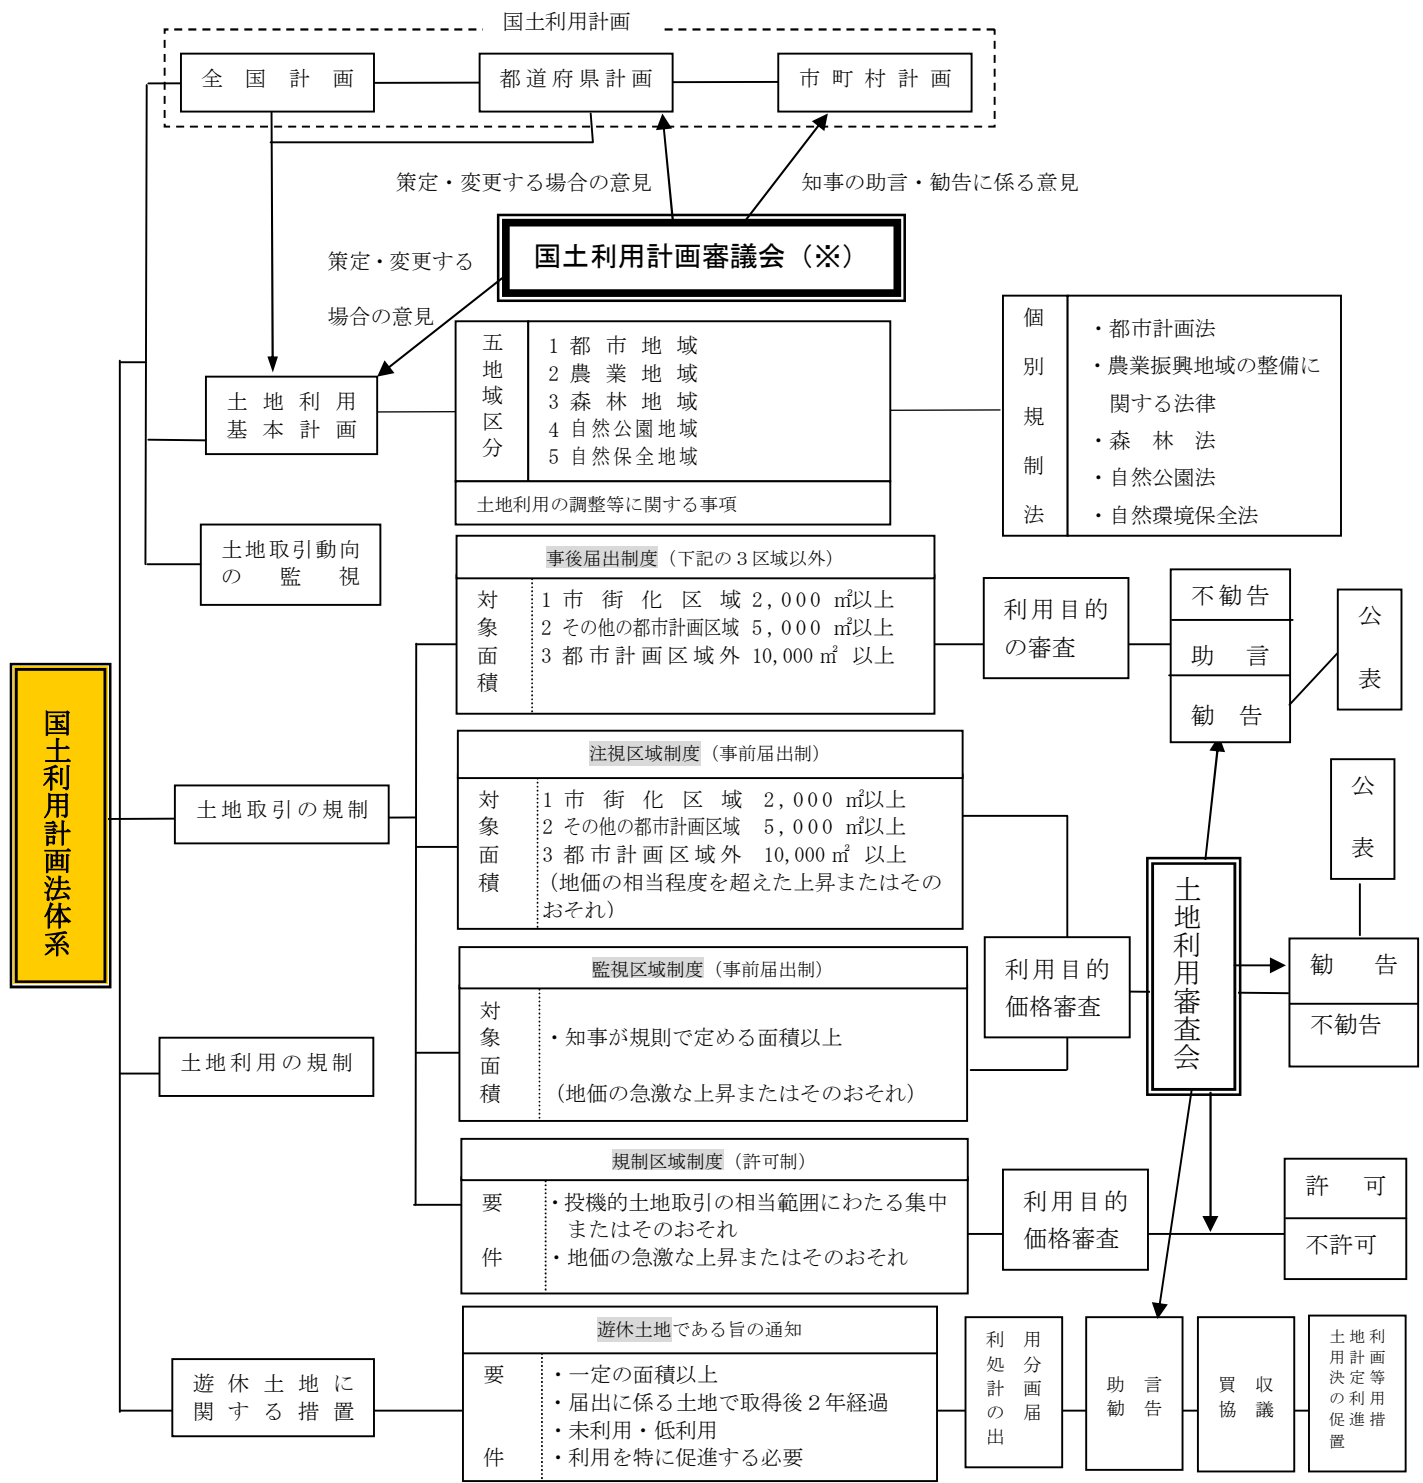 国土利用計画
全国計画
都道府県計画
市町村計画
策定・変更する場合の意見
知事の助言・勧告に係る意見
国土利用計画審議会（※）
策定・変更する
場合の意見
土地利用
基本計画
五地域区分
1 都市地域
2 農業地域
3 森林地域
4 自然公園地域
5 自然保全地域
土地利用の調整等に関する事項
個別規制法
・都市計画法
・農業振興地域の整備に
関する法律
・森林法
・自然公園法
・自然環境保全法
土地取引動向
の監視
国土利用計画法体系
土地取引の規制
事後届出制度（下記の３区域以外）
対象面積
1 市街化区域 2,000 ㎡以上
2 その他の都市計画区域 5,000 ㎡以上
3 都市計画区域外 10,000㎡ 以上
利用目的
の審査
不勧告
助言
勧告
公表
注視区域制度（事前届出制）
対象面積
1 市街化区域 2,000 ㎡以上
2 その他の都市計画区域 5,000 ㎡以上
3 都市計画区域外 10,000㎡ 以上
（地価の相当程度を超えた上昇またはその
おそれ）
監視区域制度（事前届出制）
対象面積
・知事が規則で定める面積以上
（地価の急激な上昇またはそのおそれ）
利用目的
価格審査
土地利用審査会
公表
勧告
不勧告
土地利用の規制
規制区域制度（許可制）
要件
・投機的土地取引の相当範囲にわたる集中
またはそのおそれ
・地価の急激な上昇またはそのおそれ
利用目的
価格審査
許可
不許可
遊休土地に
関する措置
遊休土地である旨の通知
要件
・一定の面積以上
・届出に係る土地で取得後２年経過
・未利用・低利用
・利用を特に促進する必要
利用
処分
計画
の届
出
助言
勧告
買収
協議
土地利
用計画
決定等
の利用
促進措
置